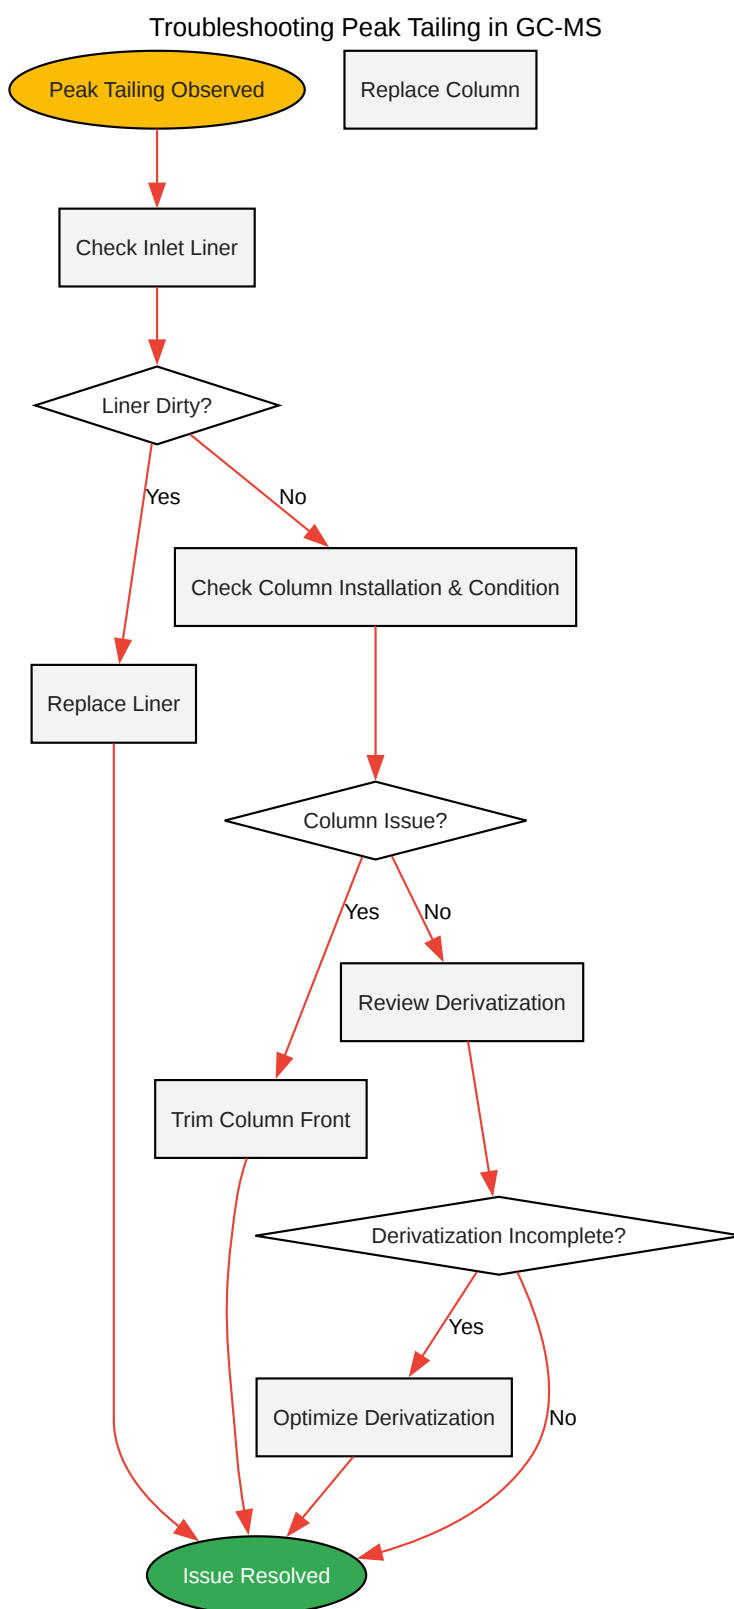 Troubleshooting Peak Tailing in GC-MS
Peak Tailing Observed
Replace Column
Check Inlet Liner
Liner Dirty?
Yes
No
Check Column Installation & Condition
Replace Liner
Column Issue?
Yes
No
Review Derivatization
Trim Column Front
Derivatization Incomplete?
Yes
Optimize Derivatization
No
Issue Resolved